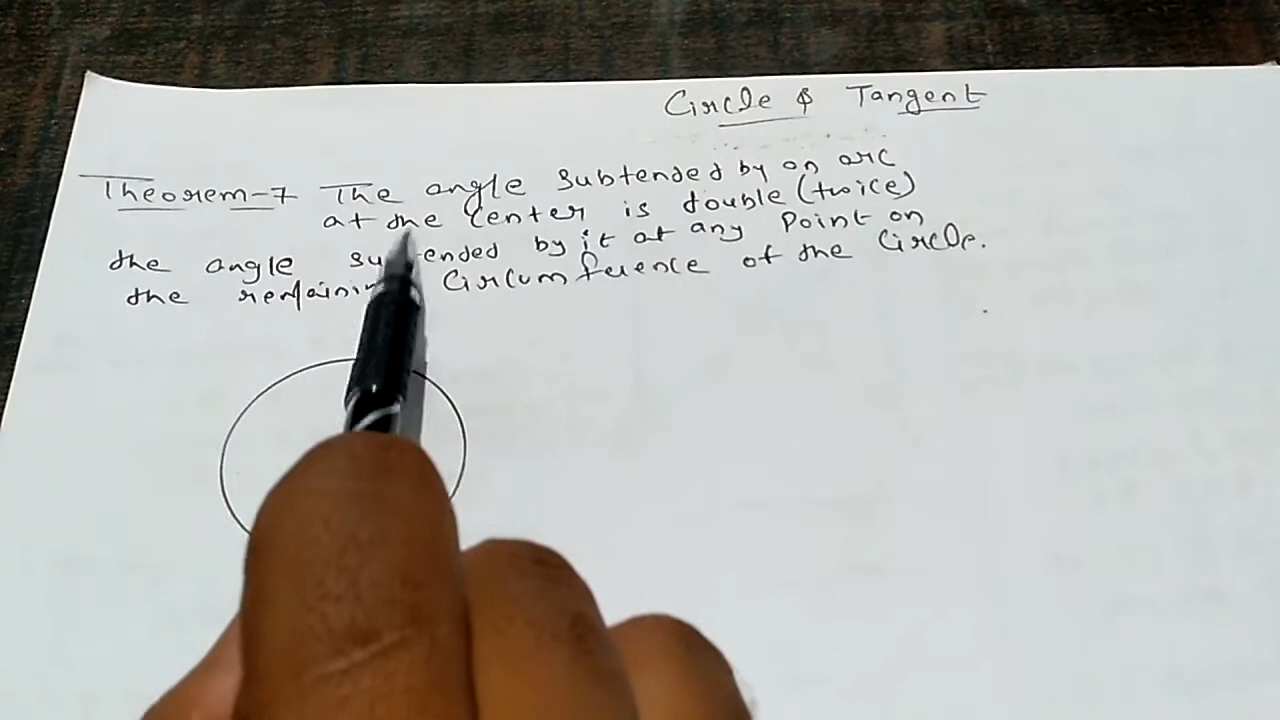 Circle & Tangent
Theorem-7 The angle subtended by an arc
at the Center is double (twice)
the angle by it at any Point on
the Circumference of the Circle.